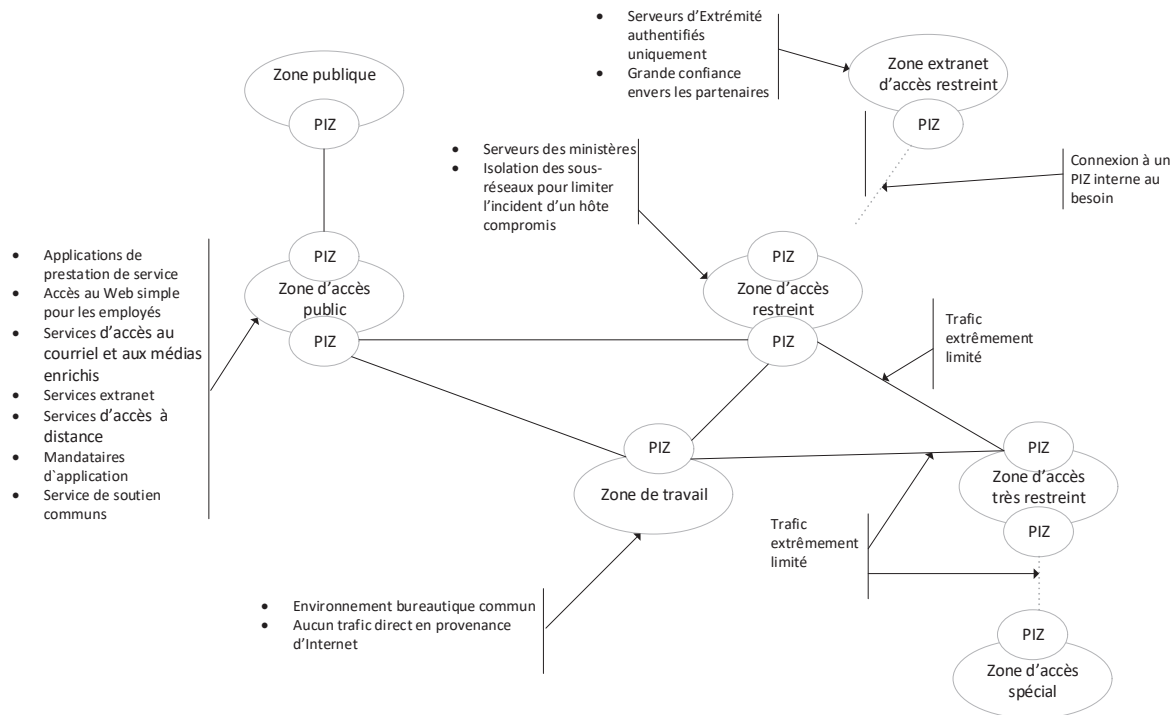 • Serveurs d'Extrémité
authentifiés
uniquement
• Grande confiance
envers les partenaires
Zone publique
PIZ
Zone extranet
d'accès restreint
PIZ
• Serveurs des ministères
• Isolation des sous-
réseaux pour limiter
l'incident d'un hôte
compromis
Connexion à un
PIZ interne au
besoin
• Applications de
prestation de service
• Accès au Web simple
pour les employés
• Services d'accès au
courriel et aux médias
enrichis
• Services extranet
• Services d'accès à
distance
• Mandataires
d`application
• Service de soutien
communs
PIZ
Zone d'accès
public
PIZ
PIZ
Zone d'accès
restreint
PIZ
Trafic
extrêmement
limité
PIZ
Zone de travail
PIZ
Zone d'accès
très restreint
PIZ
Trafic
extrêmement
limité
• Environnement bureautique commun
• Aucun trafic direct en provenance
d'Internet
PIZ
Zone d'accès
spécial